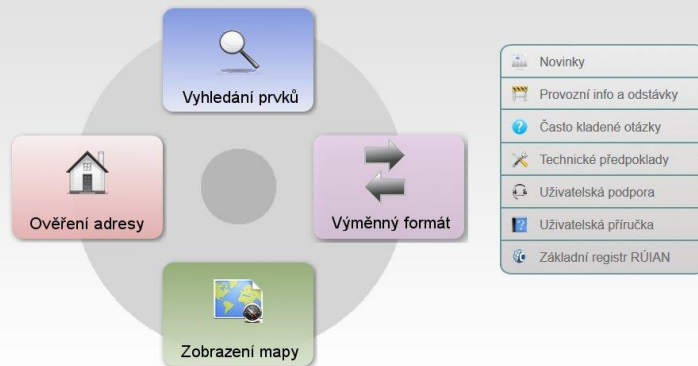 Vyhledání prvků
Ověření adresy
Výměnný formát
Zobrazení mapy
Novinky
Provozní info a odstávky
Často kladené otázky
Technické předpoklady
Uživatelská podpora
Uživatelská příručka
Základní registr RÚIAN